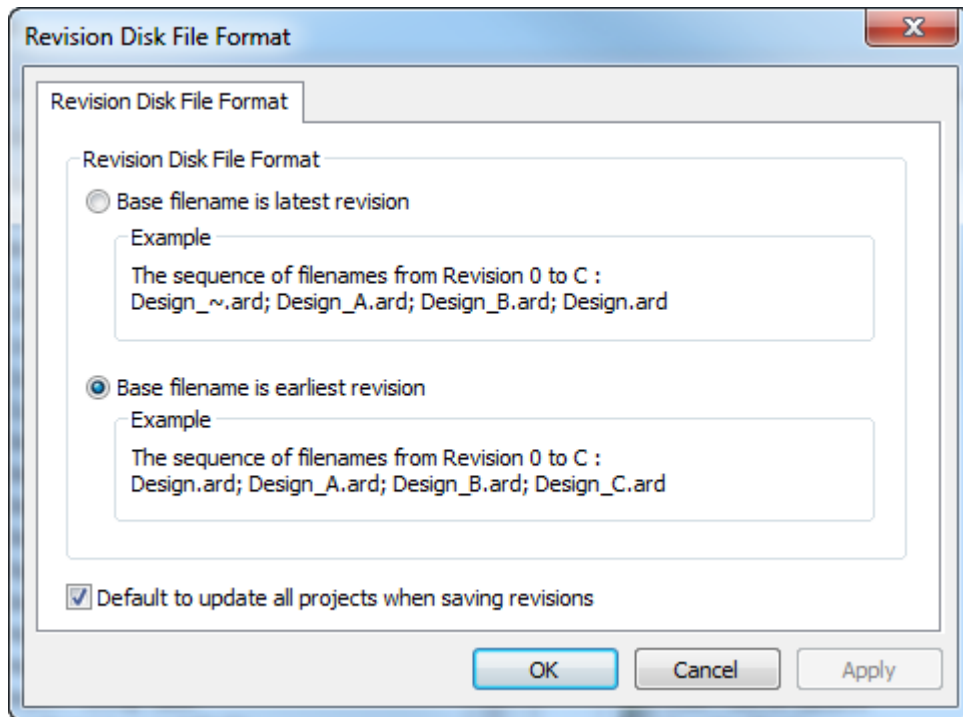 Revision Disk File Format
Revision Disk File Format
Revision Disk File Format
Base filename is latest revision
Example
The sequence of filenames from Revision 0 to C :
Design_~.ard; Design_A.ard; Design_B.ard; Design.ard
Base filename is earliest revision
Example
The sequence of filenames from Revision 0 to C :
Design.ard; Design_A.ard; Design_B.ard; Design_C.ard
Default to update all projects when saving revisions
OK Cancel Apply